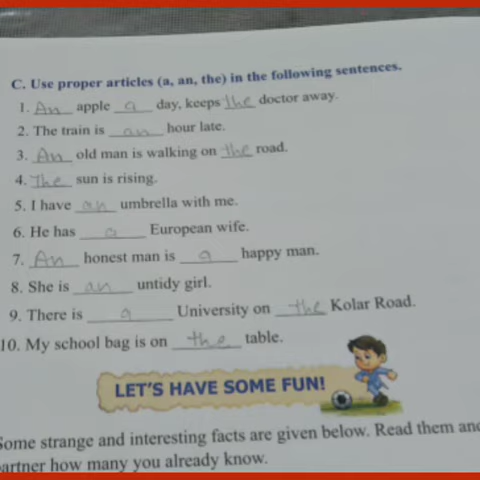 C. Use proper articles (a, an, the) in the following sentences.
1. An apple a day, keeps the doctor away.
2. The train is an hour late.
3. An old man is walking on the road.
4. The sun is rising.
5. I have an umbrella with me.
6. He has a European wife.
7. An honest man is a happy man.
8. She is an untidy girl.
9. There is a University on the Kolar Road.
10. My school bag is on the table.
LET'S HAVE SOME FUN!
Some strange and interesting facts are given below. Read them and
partner how many you already know.